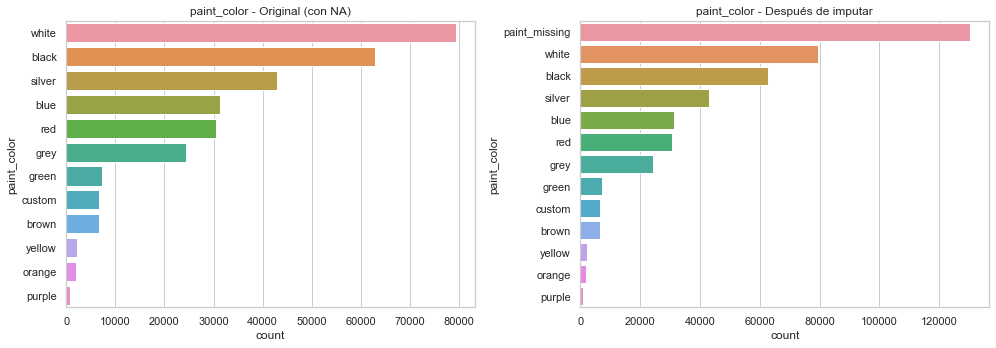 paint_color - Original (con NA)
white
black
silver
blue
red
grey
green
custom
brown
yellow
orange
purple
paint_color
0 10000 20000 30000 40000 50000 60000 70000 80000
count
paint_color - Después de imputar
paint_missing
white
black
silver
blue
red
grey
green
custom
brown
yellow
orange
purple
paint_color
0 20000 40000 60000 80000 100000 120000
count